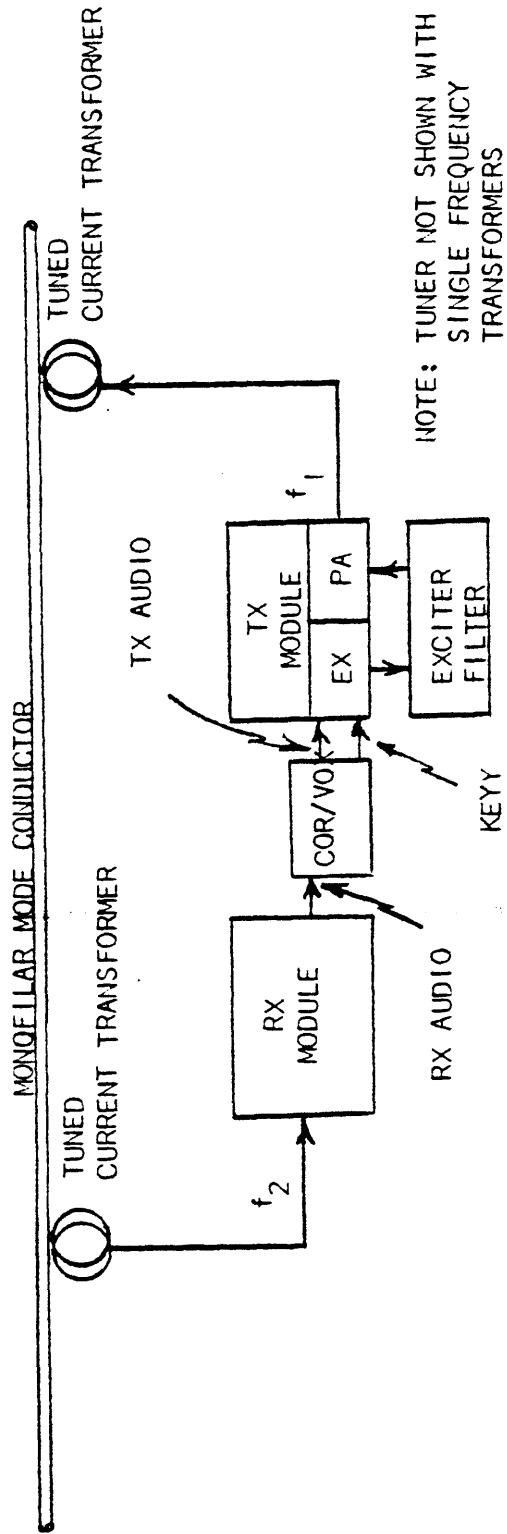 MONOFILAR MODE CONDUCTOR
TUNED
CURRENT TRANSFORMER
TUNED
CURRENT TRANSFORMER
f2
RX
MODULE
RX AUDIO
COR/VOX
TX AUDIO
KEYY
TX
MODULE
EX
PA
EXCITER
FILTER
f1
NOTE: TUNER NOT SHOWN WITH
SINGLE FREQUENCY
TRANSFORMERS